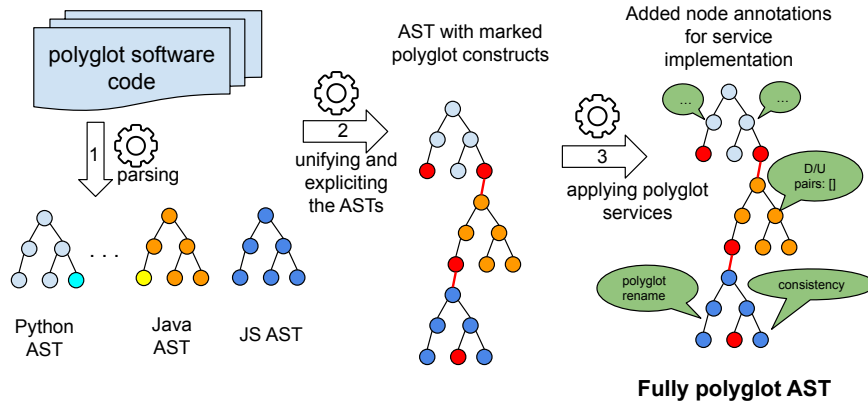 polyglot software
code
1
parsing
. . .
Python
AST
Java
AST
JS AST
2
unifying and
expliciting
the ASTs
AST with marked
polyglot constructs
3
applying polyglot
services
Added node annotations
for service
implementation
...
...
D/U
pairs: []
polyglot
rename
consistency
Fully polyglot AST